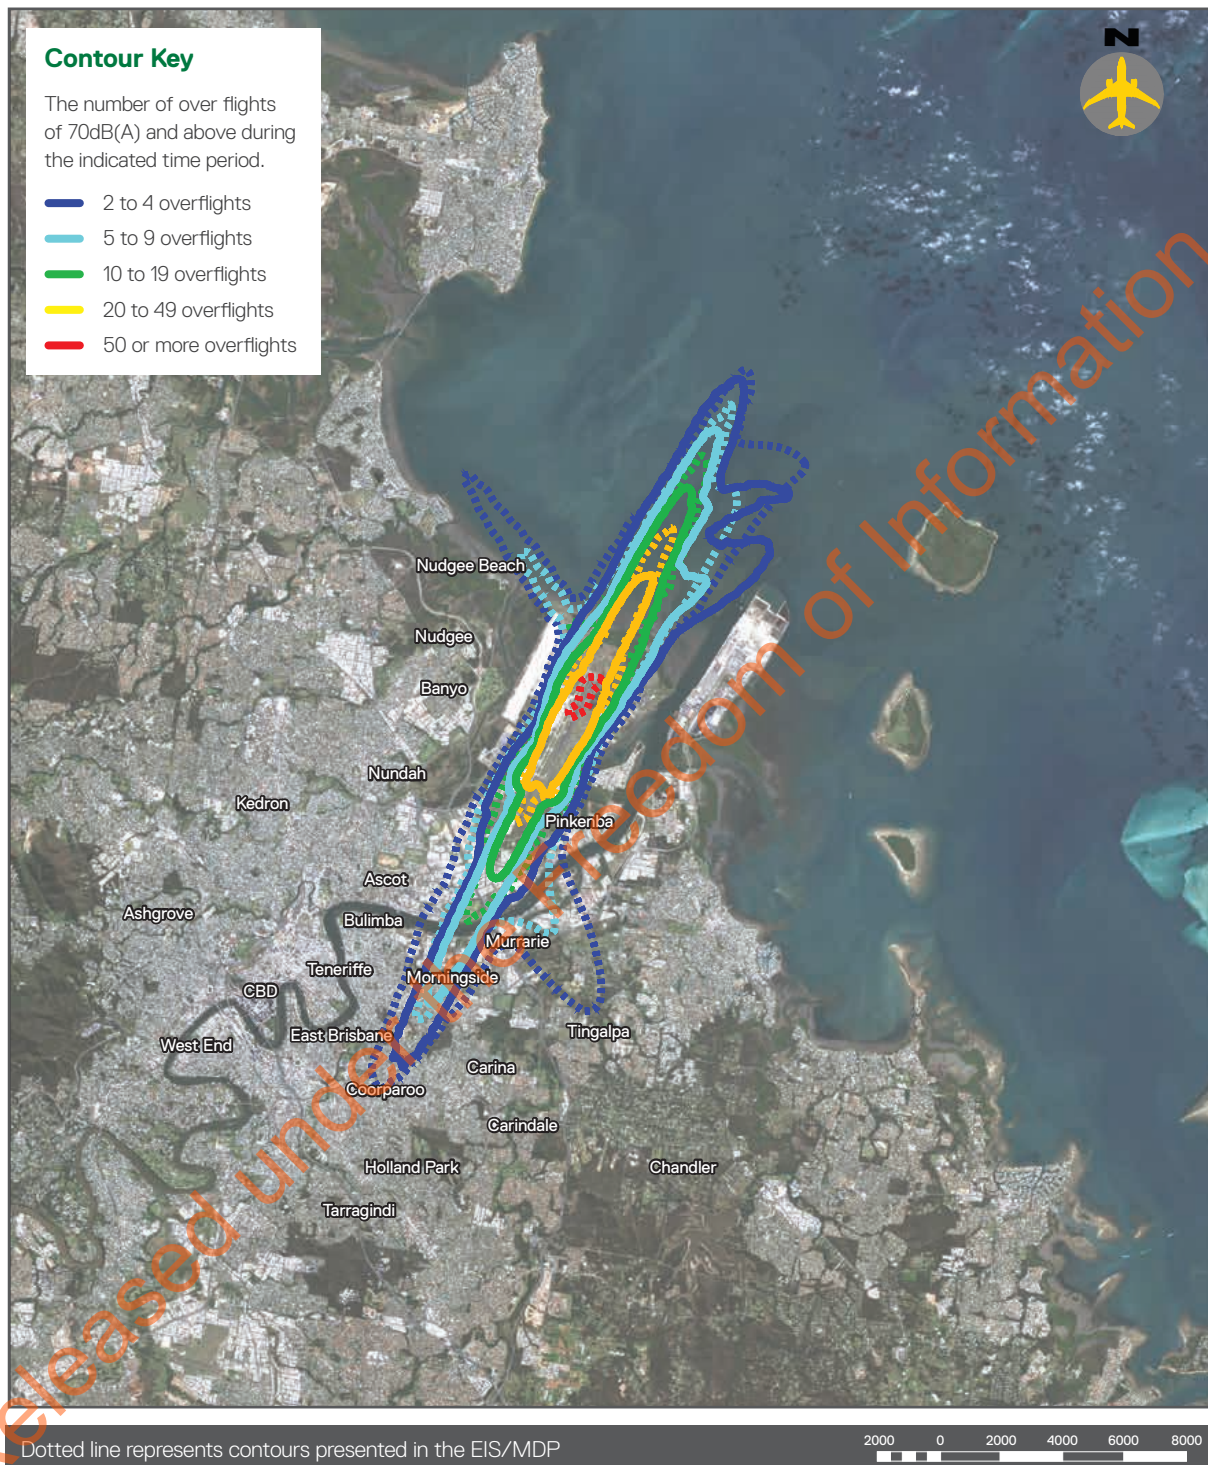 Contour Key
The number of over flights
of 70dB(A) and above during
the indicated time period.
2 to 4 overflights
5 to 9 overflights
10 to 19 overflights
20 to 49 overflights
50 or more overflights
N
Nudgee Beach
Nudgee
Banyo
Nundah
Kedron
Pinkenba
Ascot
Ashgrove
Bulimba
Murrarie
Teneriffe
Morningside
CBD
East Brisbane
Tingalpa
West End
Carina
Coorparoo
Carindale
Holland Park
Chandler
Tarragindi
eleased under the Freedom of Information
Dotted line represents contours presented in the EIS/MDP
2000 0 2000 4000 6000 8000